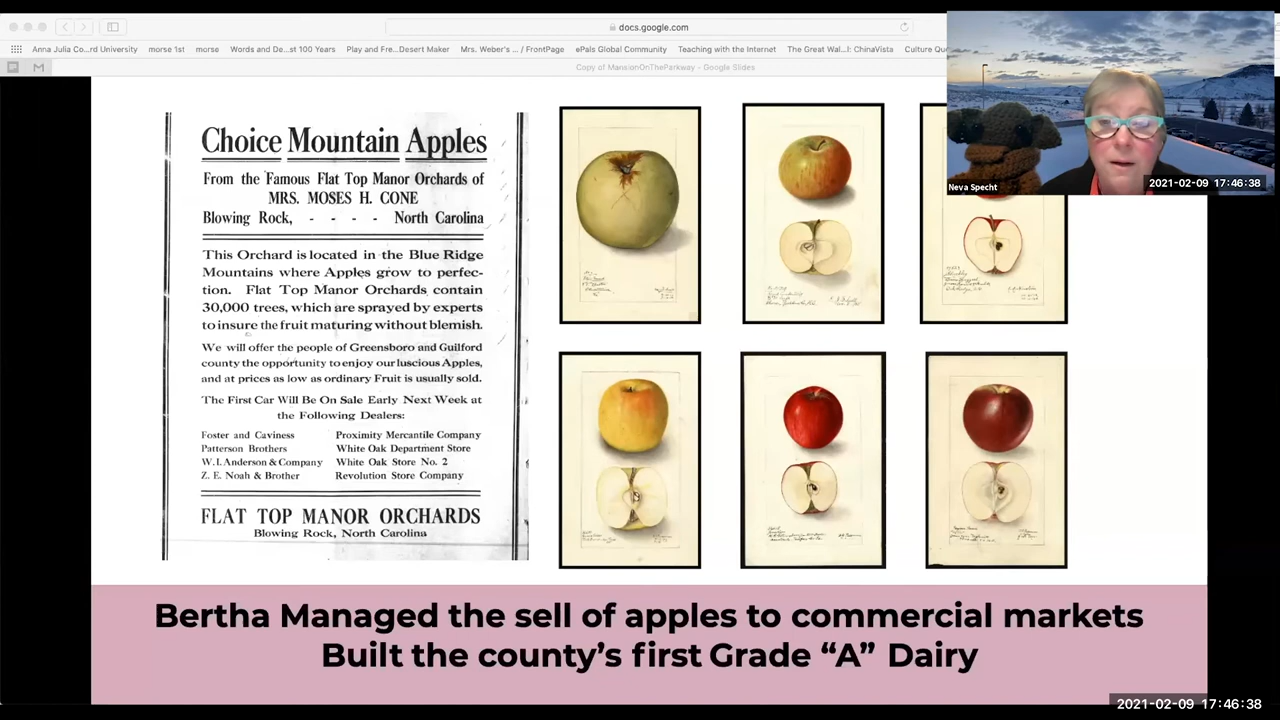 docs.google.com
Anna Julia Co...rd University
morse 1st
morse
Words and De...st 100 Years
Play and Fre...Desert Maker
Mrs. Weber's ... / FrontPage
ePals Global Community
Teaching with the Internet
The Great Wal...l: ChinaVista
Culture Qu
Copy of MansionOnTheParkway - Google Slides
Neva Specht
2021-02-09 17:46:38
Choice Mountain Apples
From the Famous Flat Top Manor Orchards of
MRS. MOSES H. CONE
Blowing Rock, - - - - North Carolina
This Orchard is located in the Blue Ridge
Mountains where Apples grow to perfec-
tion. Flat Top Manor Orchards contain
30,000 trees, which are sprayed by experts
to insure the fruit maturing without blemish.
We will offer the people of Greensboro and Guilford
county the opportunity to enjoy our luscious Apples,
and at prices as low as ordinary Fruit is usually sold.
The First Car Will Be On Sale Early Next Week at
the Following Dealers:
Foster and Caviness Proximity Mercantile Company
Patterson Brothers White Oak Department Store
W. I. Anderson & Company White Oak Store No. 2
Z. E. Noah & Brother Revolution Store Company
FLAT TOP MANOR ORCHARDS
Blowing Rock, North Carolina
Bertha Managed the sell of apples to commercial markets
Built the county's first Grade “A” Dairy
2021-02-09 17:46:38